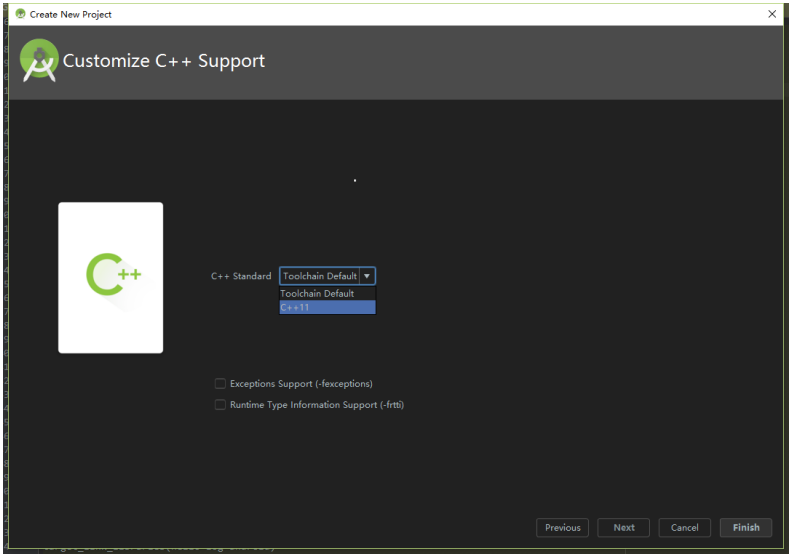 Create New Project
Customize C++ Support
C++
C++ Standard
Toolchain Default
Toolchain Default
C++11
Exceptions Support (-fexceptions)
Runtime Type Information Support (-frtti)
Previous
Next
Cancel
Finish